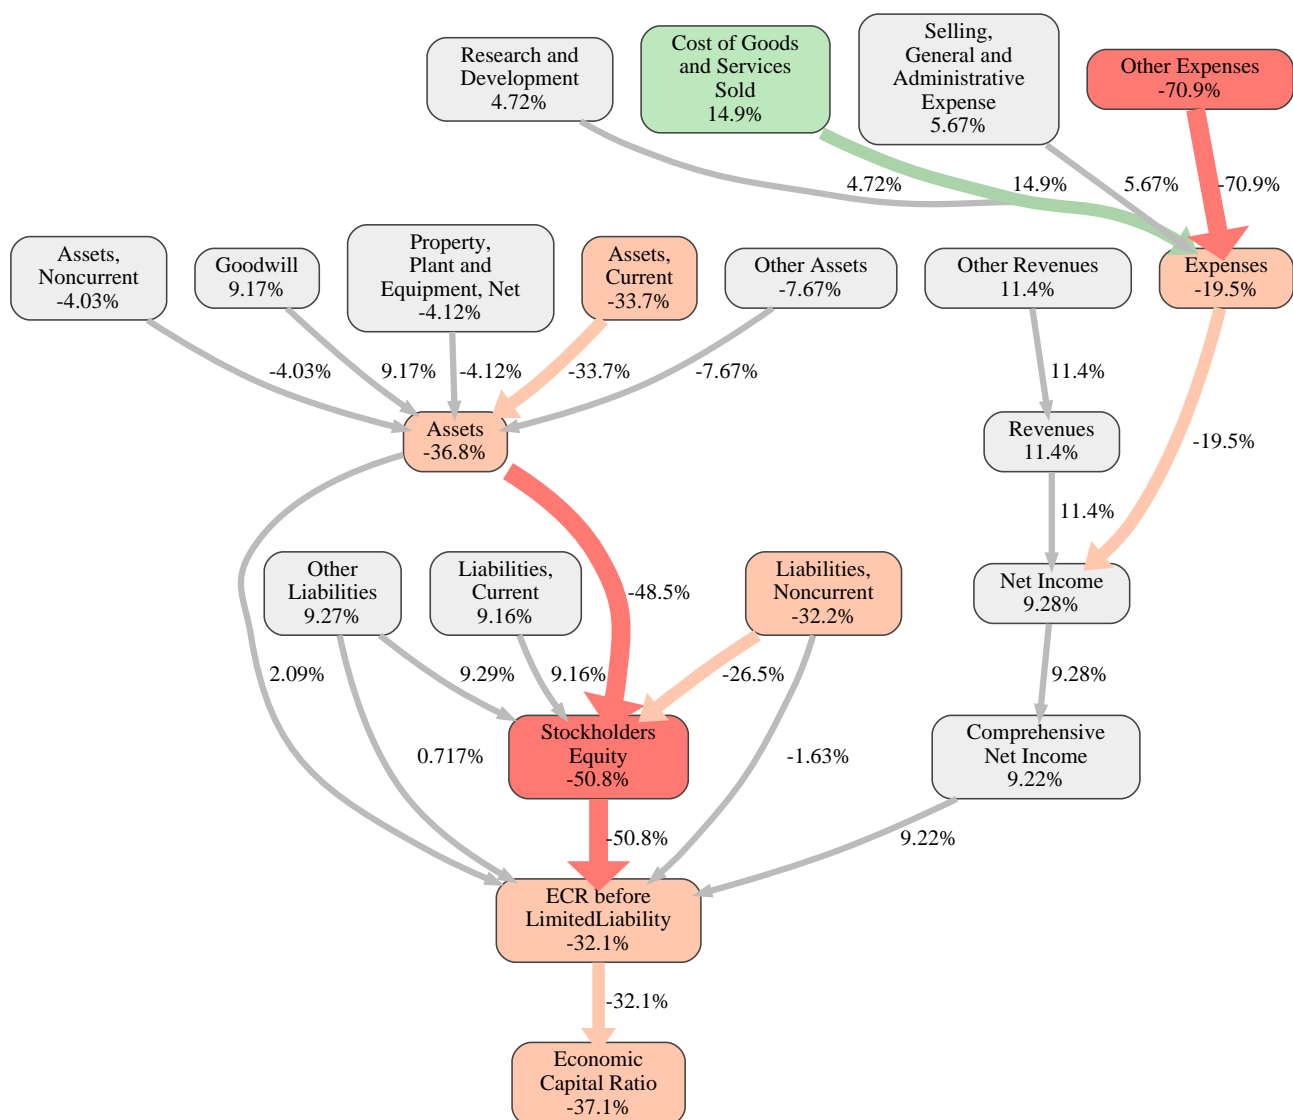 Research and
Development
4.72%
Cost of Goods
and Services
Sold
14.9%
Selling,
General and
Administrative
Expense
5.67%
Other Expenses
-70.9%
4.72%
14.9%
5.67%
-70.9%
Assets,
Noncurrent
-4.03%
Goodwill
9.17%
Property,
Plant and
Equipment, Net
-4.12%
Assets,
Current
-33.7%
Other Assets
-7.67%
Other Revenues
11.4%
Expenses
-19.5%
-4.03%
9.17%
-4.12%
-33.7%
-7.67%
11.4%
Assets
-36.8%
Revenues
11.4%
-19.5%
11.4%
Other
Liabilities
9.27%
Liabilities,
Current
9.16%
-48.5%
Liabilities,
Noncurrent
-32.2%
Net Income
9.28%
2.09%
9.29%
9.16%
-26.5%
9.28%
Stockholders
Equity
-50.8%
0.717%
-1.63%
Comprehensive
Net Income
9.22%
-50.8%
9.22%
ECR before
LimitedLiability
-32.1%
-32.1%
Economic
Capital Ratio
-37.1%